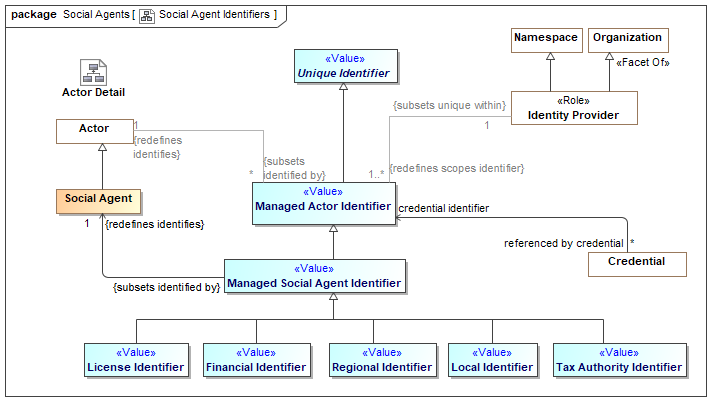 package Social Agents [ Social Agent Identifiers ]
Actor Detail
«Value»
Unique Identifier
Namespace
Organization
«Facet Of»
«Role»
Identity Provider
{subsets unique within}
1
1..*
{redefines scopes identifier}
Actor
1
{redefines
identifies}
*
{subsets
identified by}
«Value»
Managed Actor Identifier
Social Agent
1
{redefines identifies}
{subsets identified by}
credential identifier
referenced by credential
*
Credential
«Value»
Managed Social Agent Identifier
«Value»
License Identifier
«Value»
Financial Identifier
«Value»
Regional Identifier
«Value»
Local Identifier
«Value»
Tax Authority Identifier